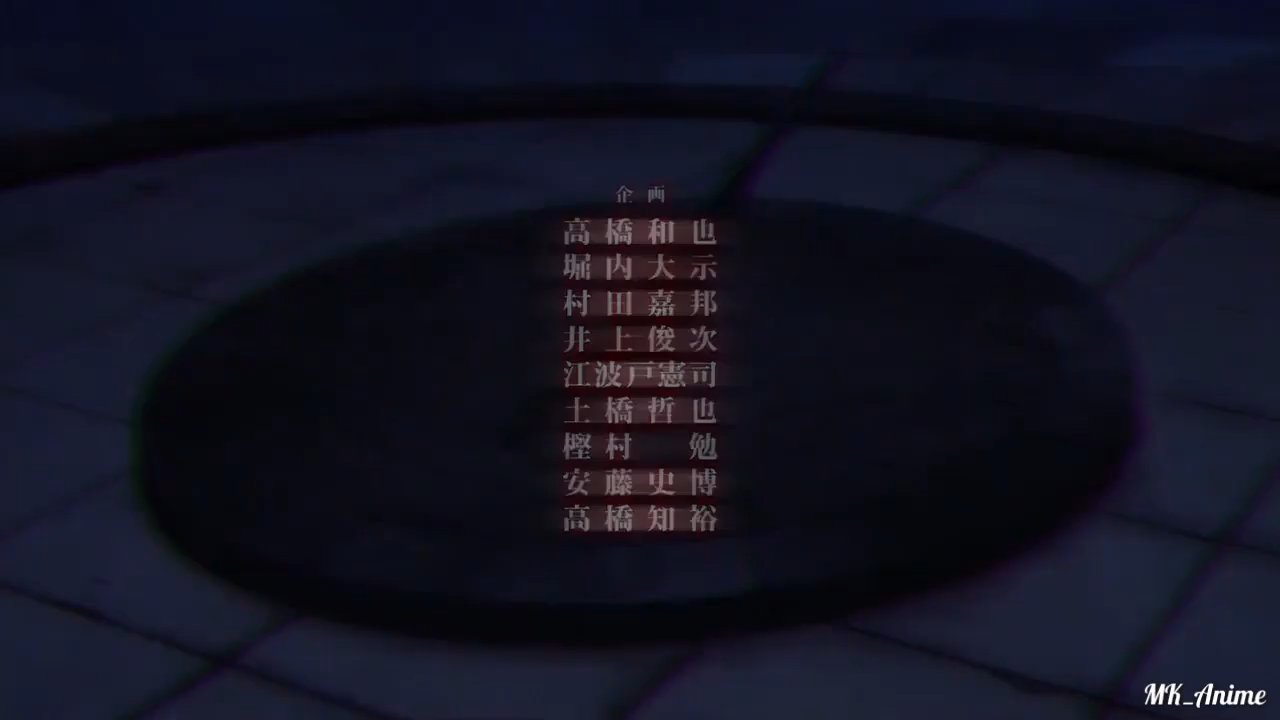 企画
高橋和也
堀内大示
村田嘉邦
井上俊次
江波戸憲司
土橋哲也
樫村 勉
安藤史博
高橋知裕
MK_Anime